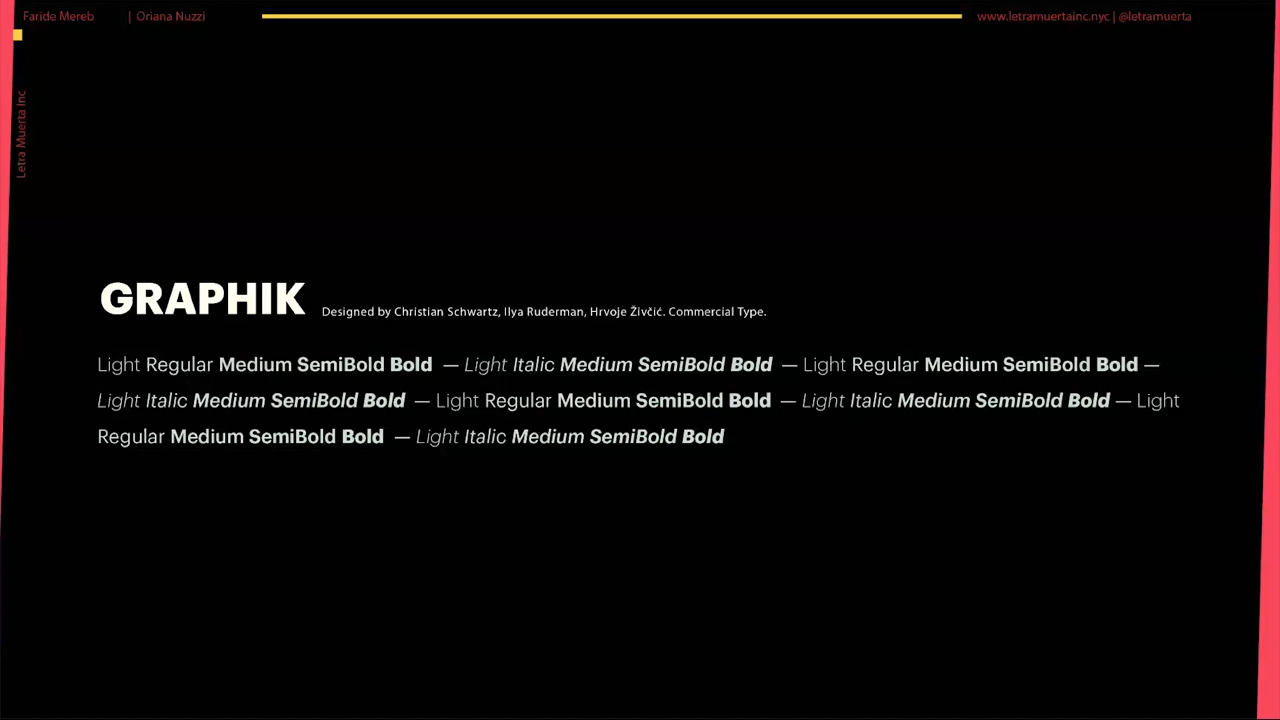 Faride Mereb | Oriana Nuzzi
www.letramuertainc.nyc | @letramuerta
Letra Muerta Inc
GRAPHIK
Designed by Christian Schwartz, Ilya Ruderman, Hrvoje Živčić. Commercial Type.
Light Regular Medium SemiBold Bold — Light Italic Medium SemiBold Bold — Light Regular Medium SemiBold Bold —
Light Italic Medium SemiBold Bold — Light Regular Medium SemiBold Bold — Light Italic Medium SemiBold Bold — Light
Regular Medium SemiBold Bold — Light Italic Medium SemiBold Bold